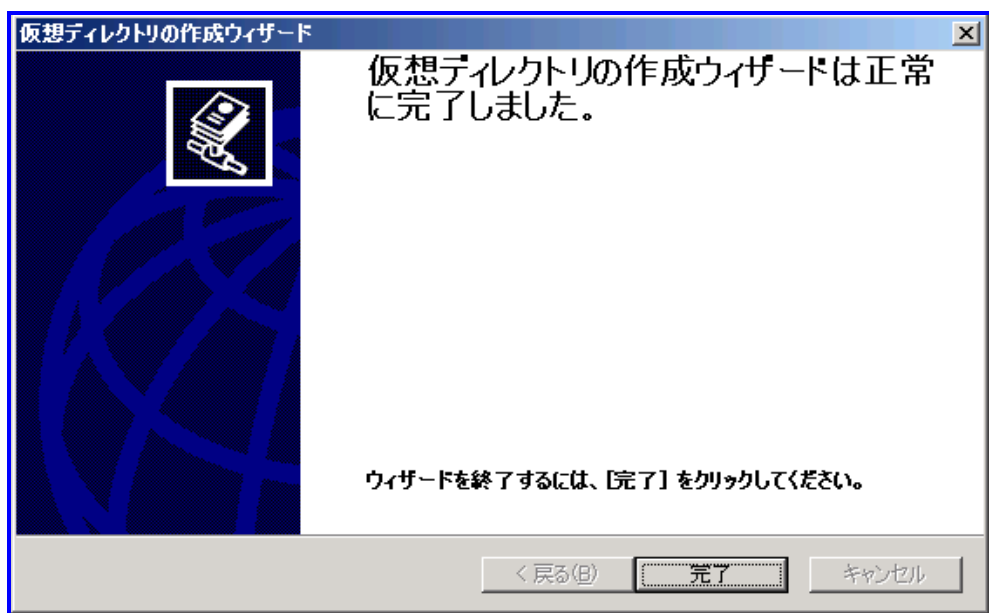 仮想ディレクトリの作成ウィザード
仮想ディレクトリの作成ウィザードは正常
に完了しました。
ウィザードを終了するには、[完了] をクリックしてください。
< 戻る(B)
完了
キャンセル